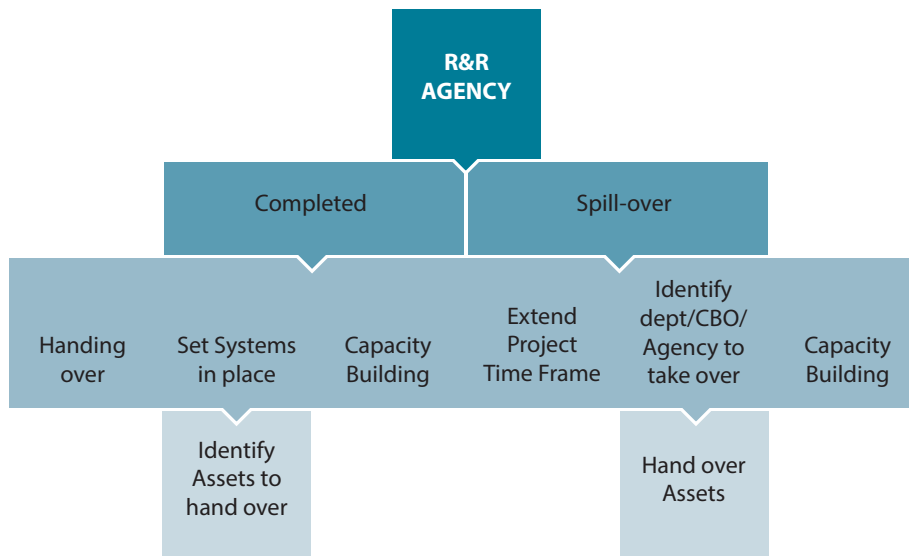 R&R
AGENCY
Completed
Spill-over
Handing
over
Set Systems
in place
Capacity
Building
Extend
Project
Time Frame
Identify
dept/CBO/
Agency to
take over
Capacity
Building
Identify
Assets to
hand over
Hand over
Assets